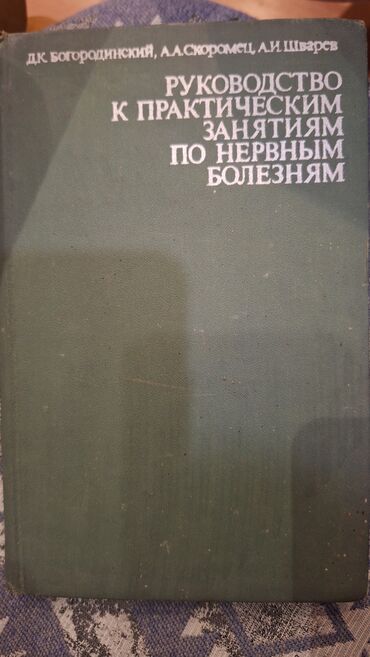 Д.К. Богородинский, А.А.Скоромец, А.И.Шварев
РУКОВОДСТВО
К ПРАКТИЧЕСКИМ
ЗАНЯТИЯМ
ПО НЕРВНЫМ
БОЛЕЗНЯМ